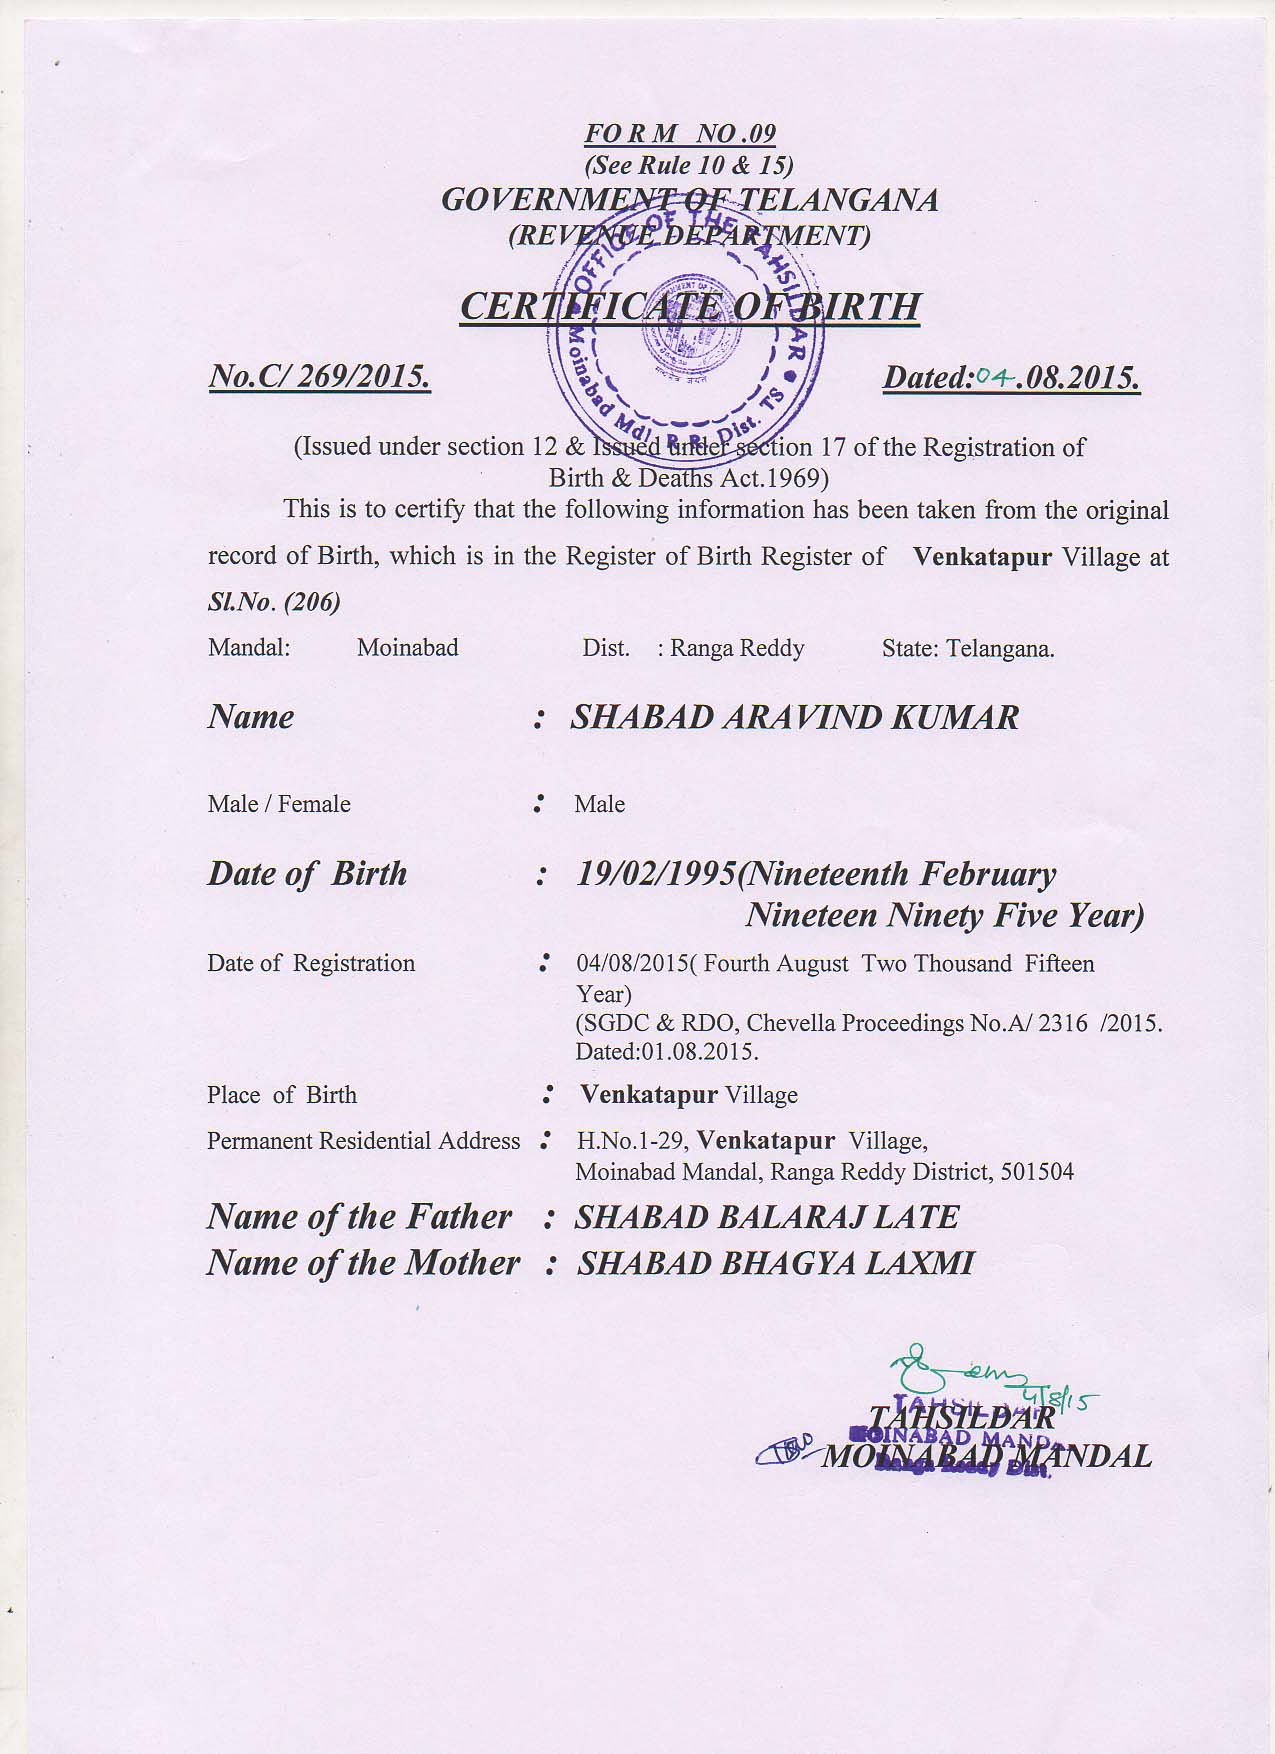 FORM NO.09
(See Rule 10 & 15)
GOVERNMENT OF TELANGANA
(REVENUE DEPARTMENT)
OFFICE OF THE TAHSILDAR
Moinabad Mdl. R.R. Dist. TS
CERTIFICATE OF BIRTH
No.C/ 269/2015. Dated:04.08.2015.
(Issued under section 12 & Issued under section 17 of the Registration of
Birth & Deaths Act.1969)
This is to certify that the following information has been taken from the original
record of Birth, which is in the Register of Birth Register of Venkatapur Village at
Sl.No. (206)
Mandal: Moinabad Dist. : Ranga Reddy State: Telangana.
Name : SHABAD ARAVIND KUMAR
Male / Female : Male
Date of Birth : 19/02/1995(Nineteenth February
Nineteen Ninety Five Year)
Date of Registration : 04/08/2015( Fourth August Two Thousand Fifteen
Year)
(SGDC & RDO, Chevella Proceedings No.A/ 2316 /2015.
Dated:01.08.2015.
Place of Birth : Venkatapur Village
Permanent Residential Address : H.No.1-29, Venkatapur Village,
Moinabad Mandal, Ranga Reddy District, 501504
Name of the Father : SHABAD BALARAJ LATE
Name of the Mother : SHABAD BHAGYA LAXMI
4/8/15
TAHSILDAR
TAHSILDAR
MOINABAD MANDAL
MOINABAD MANDAL
Ranga Reddy Dist.